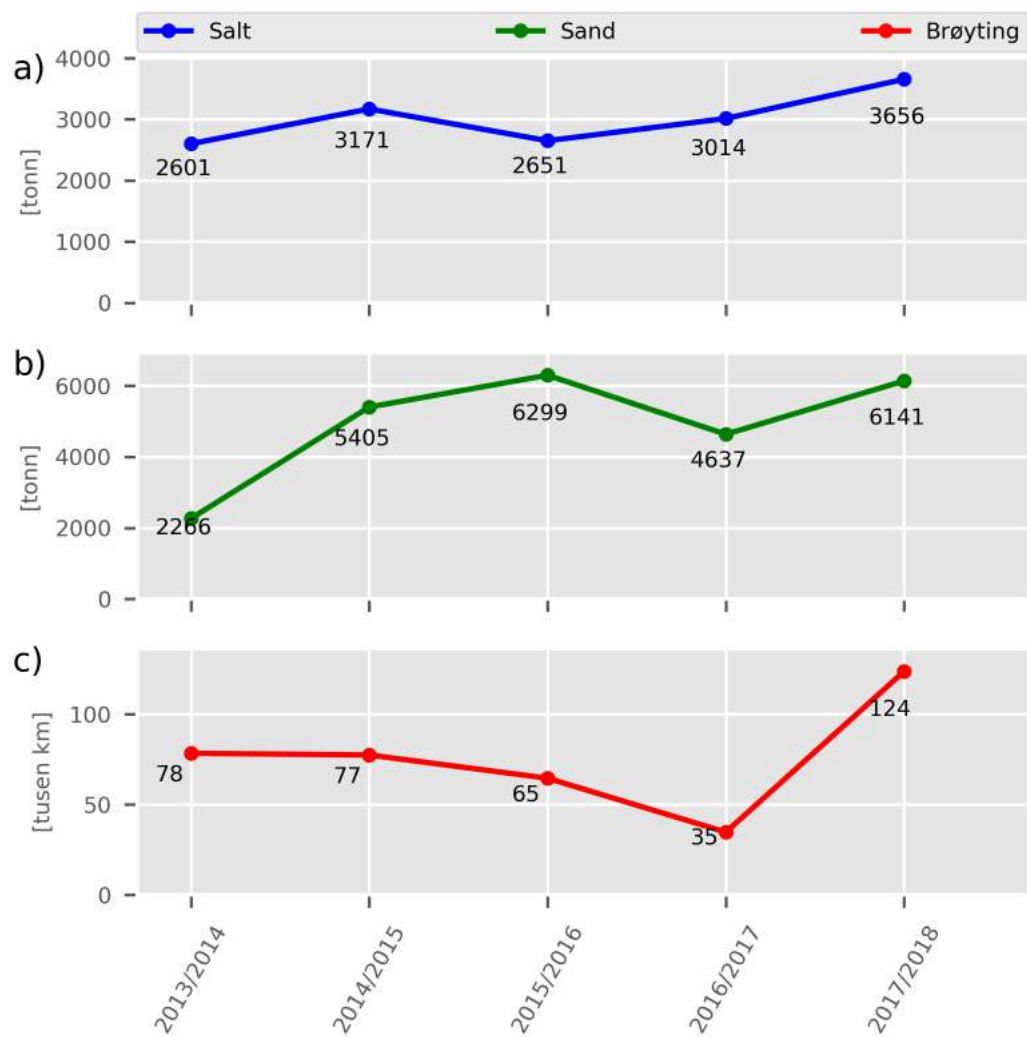 Salt Sand Brøyting
a)
4000
3000
2000
1000
0
[tonn]
2601 3171 2651 3014 3656
b)
6000
4000
2000
0
[tonn]
2266 5405 6299 4637 6141
c)
100
50
0
[tusen km]
78 77 65 35 124
2013/2014 2014/2015 2015/2016 2016/2017 2017/2018